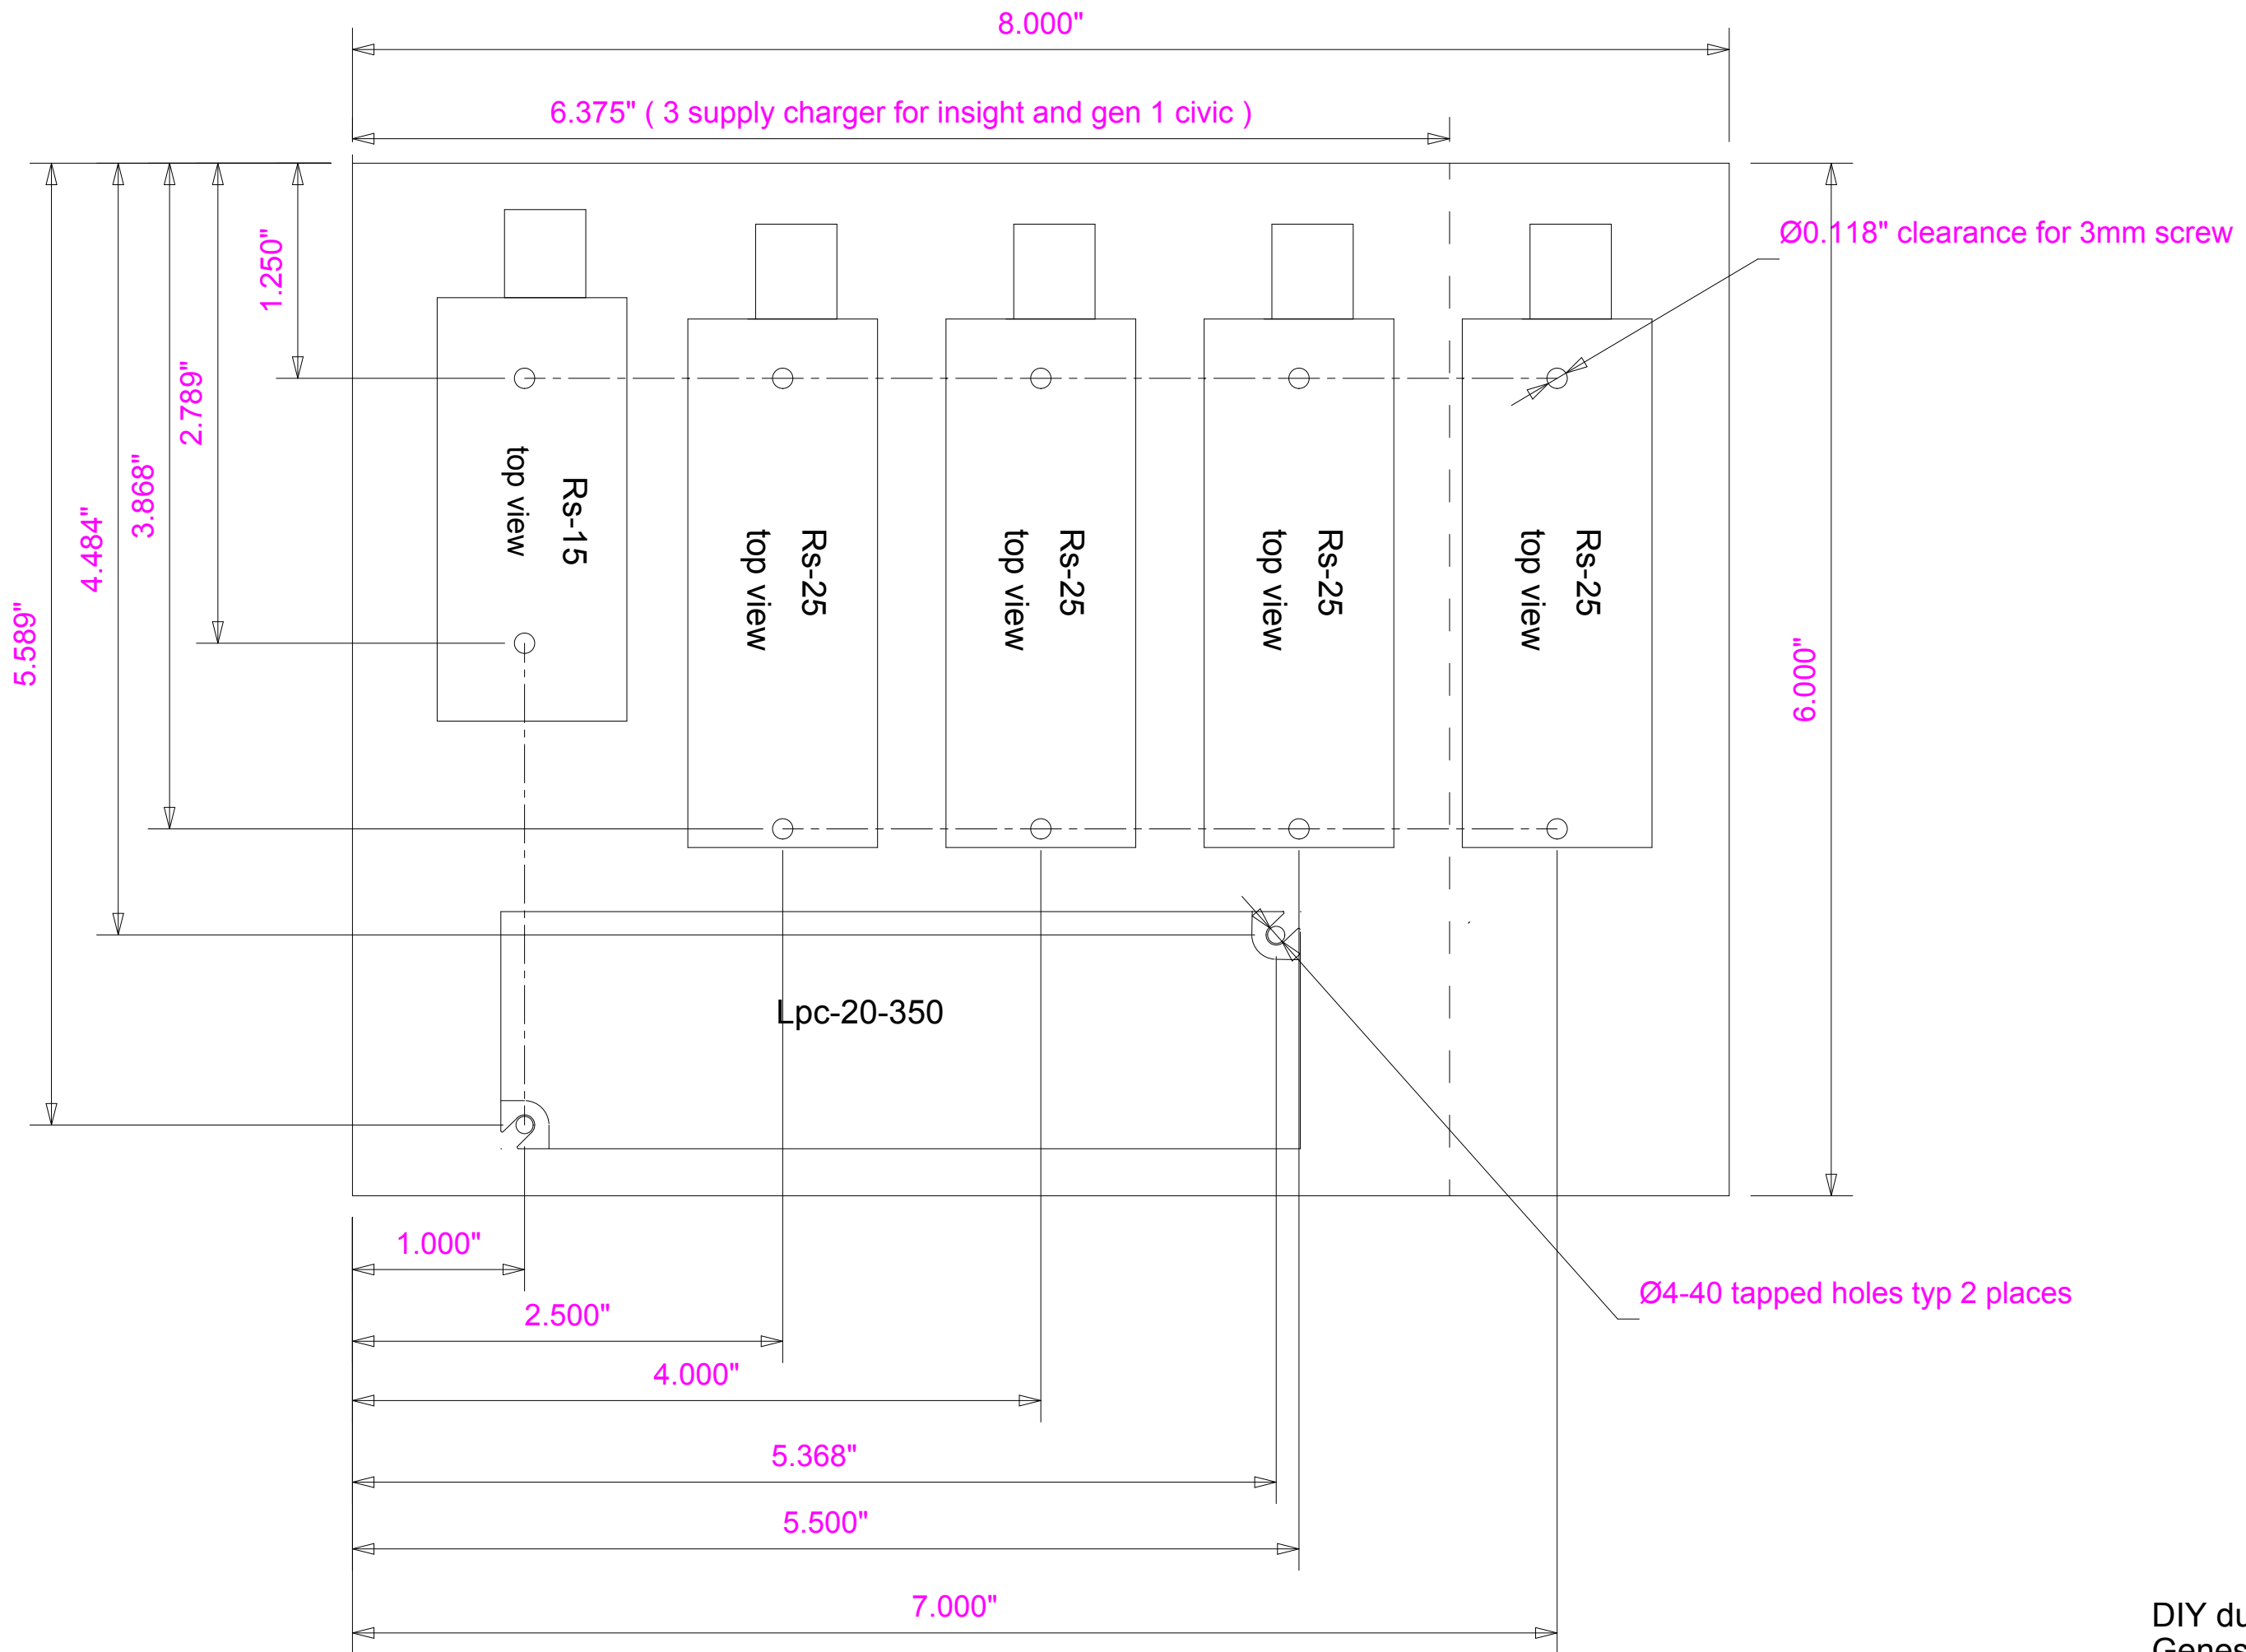 8.000"
6.375" ( 3 supply charger for insight and gen 1 civic )
Ø0.118" clearance for 3mm screw
1.250"
2.789"
3.868"
4.484"
5.589"
6.000"
Rs-15
top view
Rs-25
top view
Rs-25
top view
Rs-25
top view
Rs-25
top view
Lpc-20-350
1.000"
2.500"
4.000"
5.368"
5.500"
7.000"
Ø4-40 tapped holes typ 2 places
DIY